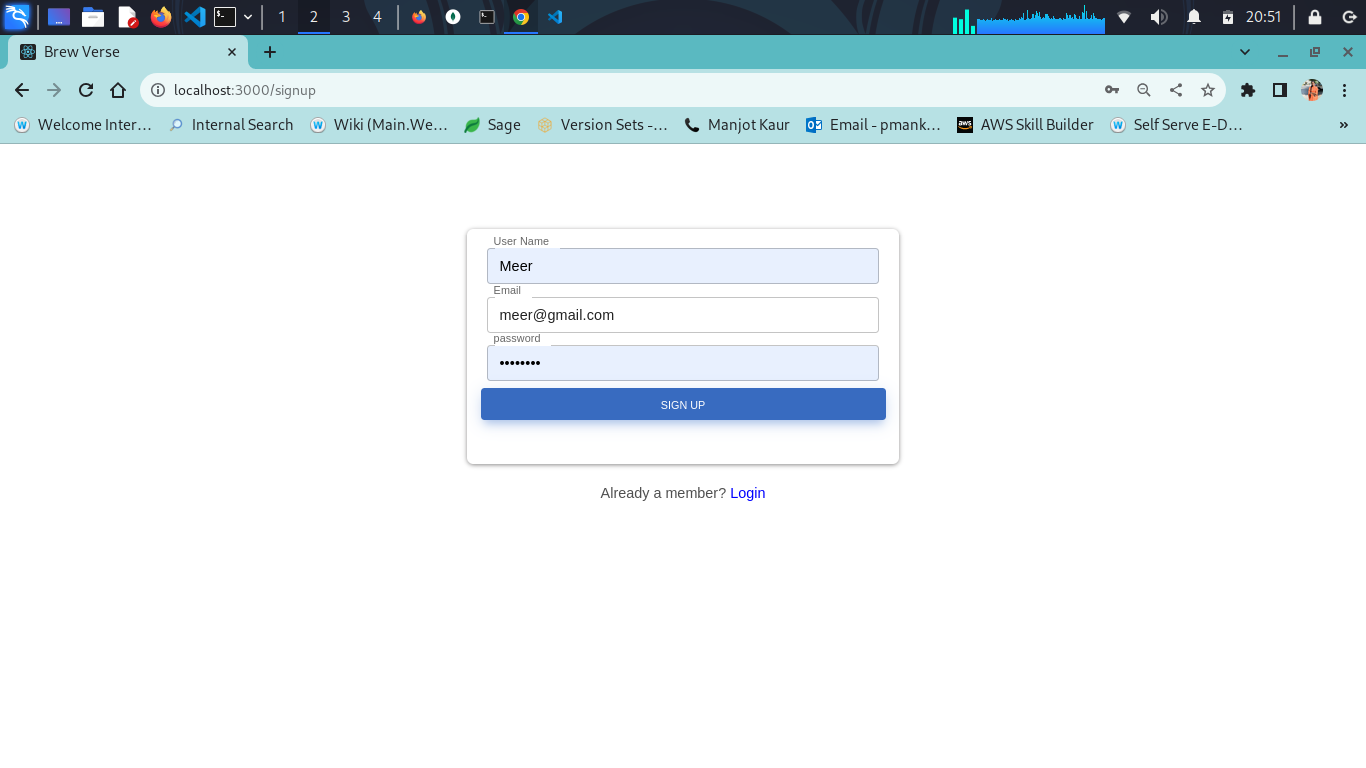 1 2 3 4 20:51
Brew Verse
localhost:3000/signup
Welcome Inter… Internal Search Wiki (Main.We… Sage Version Sets -… Manjot Kaur Email - pmank… aws AWS Skill Builder Self Serve E-D… »
User Name
Meer
Email
meer@gmail.com
password
••••••••
SIGN UP
Already a member? Login